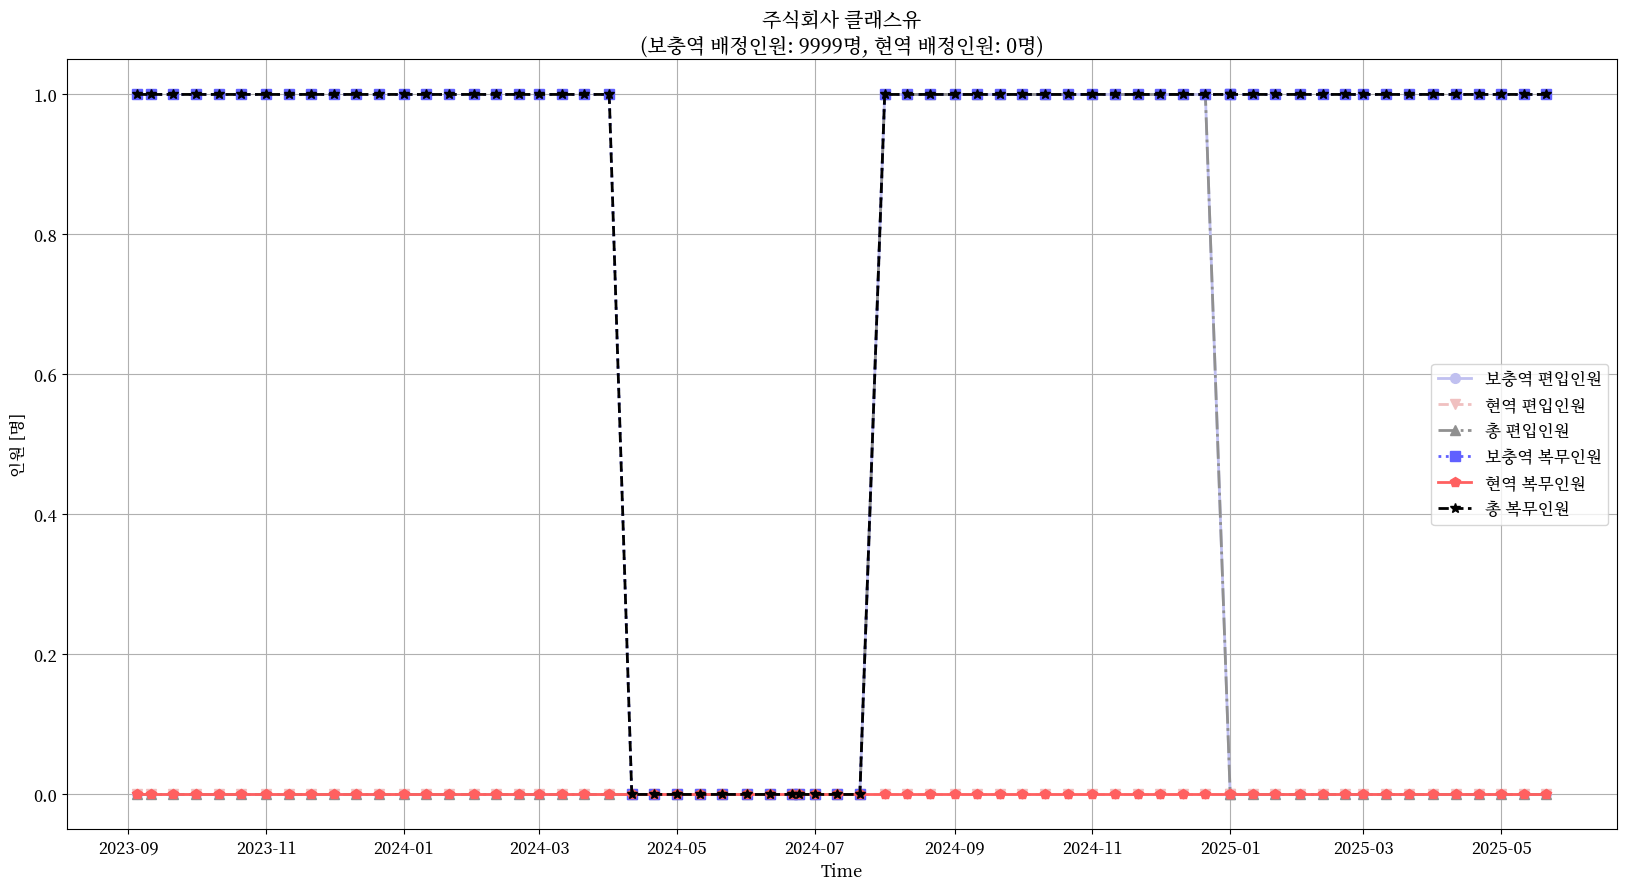 주식회사 클래스유
(보충역 배정인원: 9999명, 현역 배정인원: 0명)
1.0
0.8
0.6
0.4
0.2
0.0
인원 [명]
보충역 편입인원
현역 편입인원
총 편입인원
보충역 복무인원
현역 복무인원
총 복무인원
2023-09
2023-11
2024-01
2024-03
2024-05
2024-07
2024-09
2024-11
2025-01
2025-03
2025-05
Time